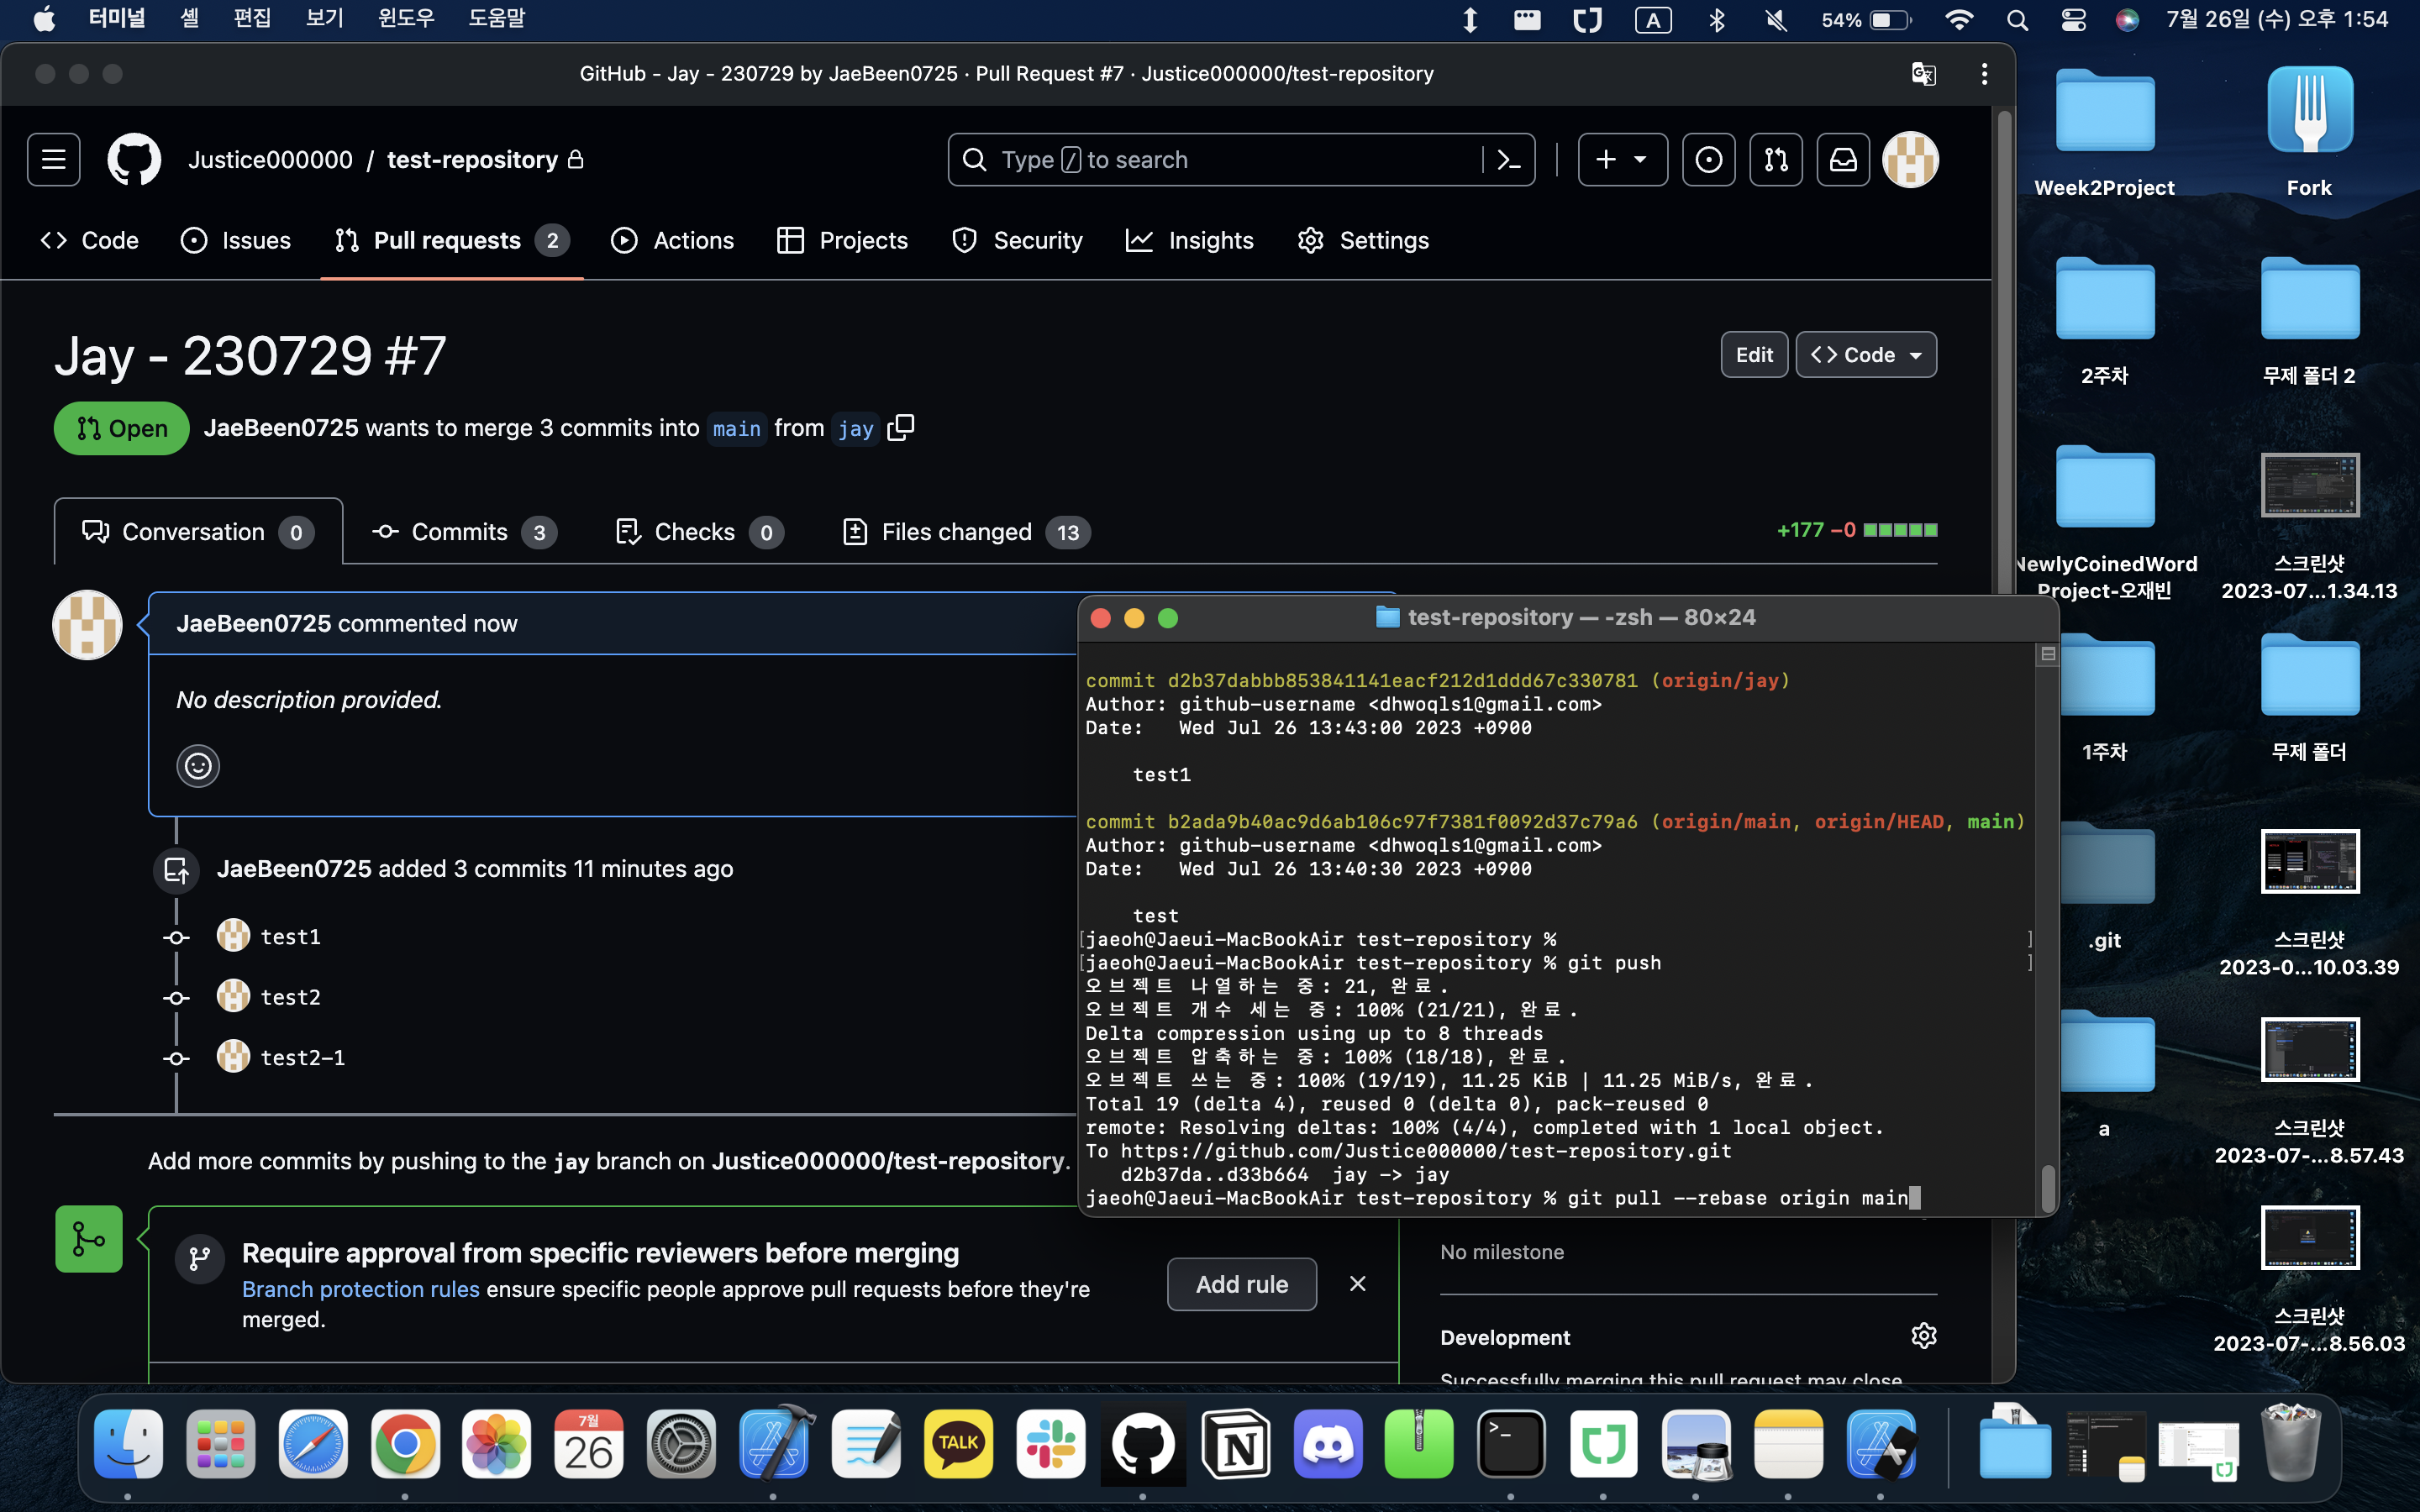 터미널 셸 편집 보기 윈도우 도움말
A 54% 7월 26일 (수) 오후 1:54
GitHub - Jay - 230729 by JaeBeen0725 · Pull Request #7 · Justice000000/test-repository
Justice000000 / test-repository
Type / to search
Code
Issues
Pull requests 2
Actions
Projects
Security
Insights
Settings
Jay - 230729 #7
Edit
Code
Open
JaeBeen0725 wants to merge 3 commits into main from jay
Conversation 0
Commits 3
Checks 0
Files changed 13
+177 −0
JaeBeen0725 commented now
No description provided.
JaeBeen0725 added 3 commits 11 minutes ago
test1
test2
test2-1
Add more commits by pushing to the jay branch on Justice000000/test-repository.
Require approval from specific reviewers before merging
Branch protection rules ensure specific people approve pull requests before they're
merged.
Add rule
No milestone
Development
Successfully merging this pull request may close
test-repository — -zsh — 80×24
commit d2b37dabbb853841141eacf212d1ddd67c330781 (origin/jay)
Author: github-username <dhwoqls1@gmail.com>
Date:   Wed Jul 26 13:43:00 2023 +0900
test1
commit b2ada9b40ac9d6ab106c97f7381f0092d37c79a6 (origin/main, origin/HEAD, main)
Author: github-username <dhwoqls1@gmail.com>
Date:   Wed Jul 26 13:40:30 2023 +0900
test
[jaeoh@Jaeui-MacBookAir test-repository % ]
[jaeoh@Jaeui-MacBookAir test-repository % git push ]
오브젝트 나열하는 중: 21, 완료.
오브젝트 개수 세는 중: 100% (21/21), 완료.
Delta compression using up to 8 threads
오브젝트 압축하는 중: 100% (18/18), 완료.
오브젝트 쓰는 중: 100% (19/19), 11.25 KiB | 11.25 MiB/s, 완료.
Total 19 (delta 4), reused 0 (delta 0), pack-reused 0
remote: Resolving deltas: 100% (4/4), completed with 1 local object.
To https://github.com/Justice000000/test-repository.git
d2b37da..d33b664  jay -> jay
jaeoh@Jaeui-MacBookAir test-repository % git pull --rebase origin main
Week2Project
Fork
2주차
무제 폴더 2
NewlyCoinedWord
Project-오재빈
스크린샷
2023-07...1.34.13
1주차
무제 폴더
.git
스크린샷
2023-0...10.03.39
a
스크린샷
2023-07-...8.57.43
스크린샷
2023-07-...8.56.03
7월
26
TALK